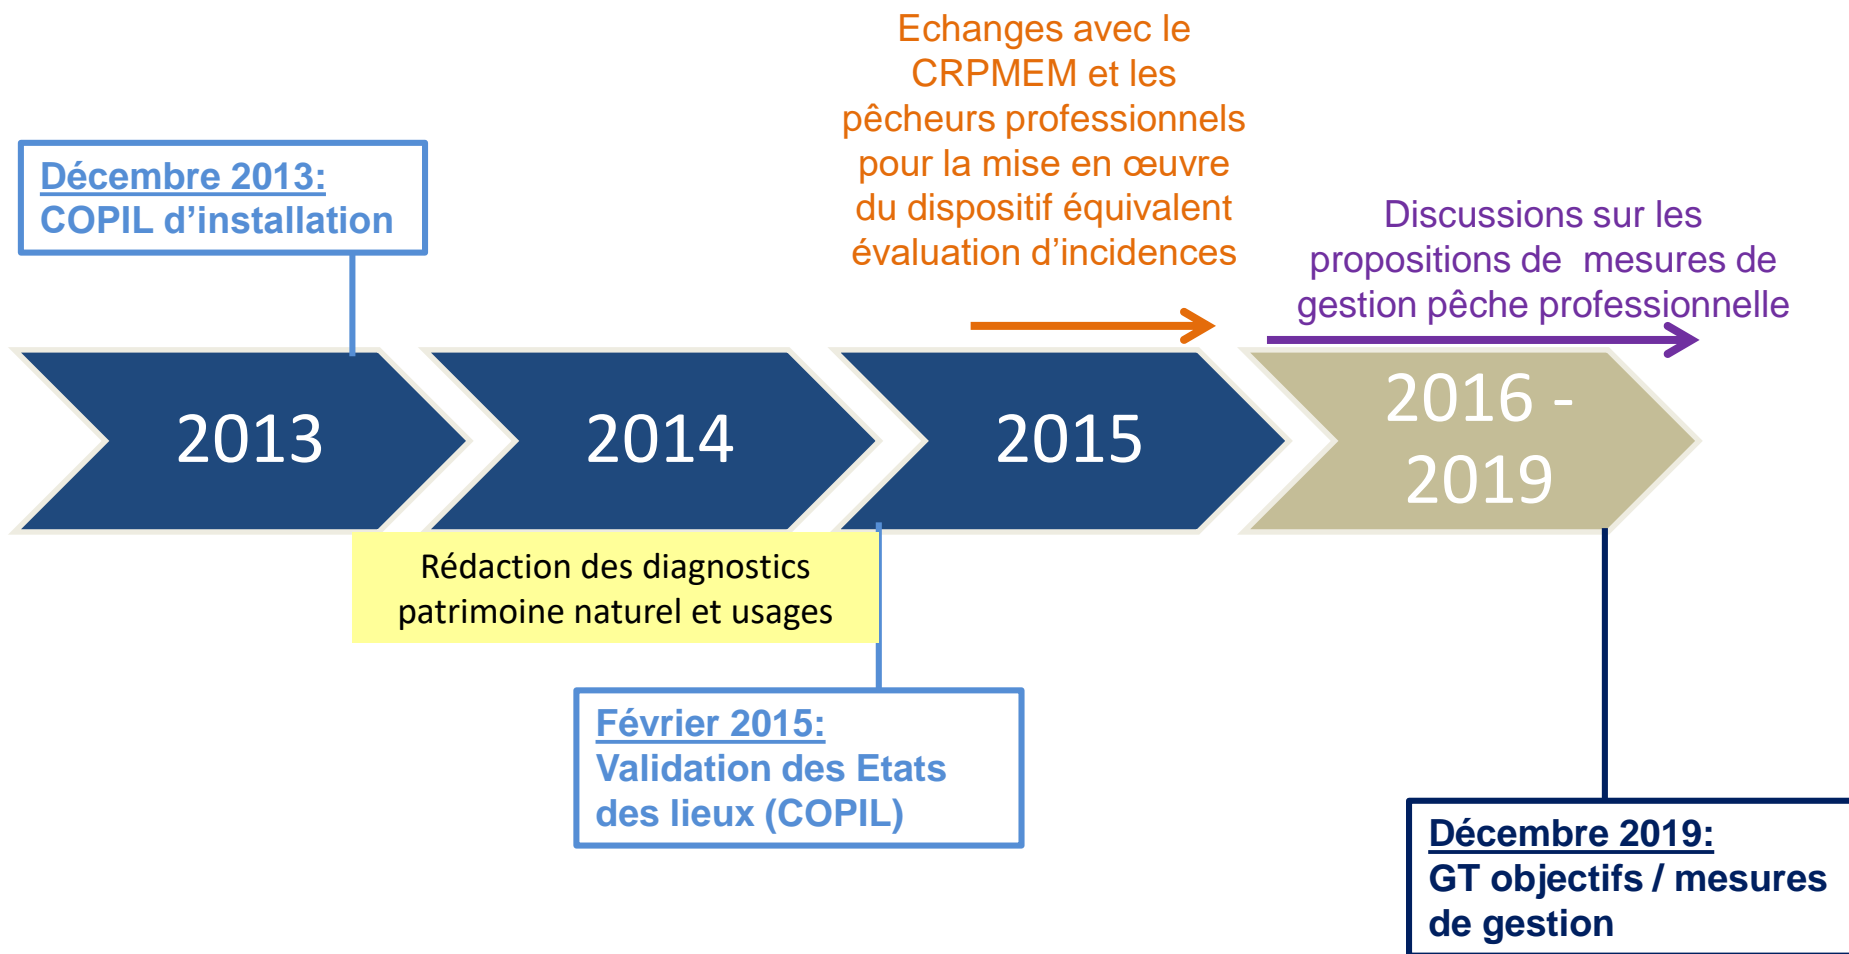 Echanges avec le
CRPMEM et les
pêcheurs professionnels
pour la mise en œuvre
du dispositif équivalent
évaluation d’incidences
Décembre 2013:
COPIL d’installation
Discussions sur les
propositions de  mesures de
gestion pêche professionnelle
2013
2014
2015
2016 -
2019
Rédaction des diagnostics
patrimoine naturel et usages
Février 2015:
Validation des Etats
des lieux (COPIL)
Décembre 2019:
GT objectifs / mesures
de gestion